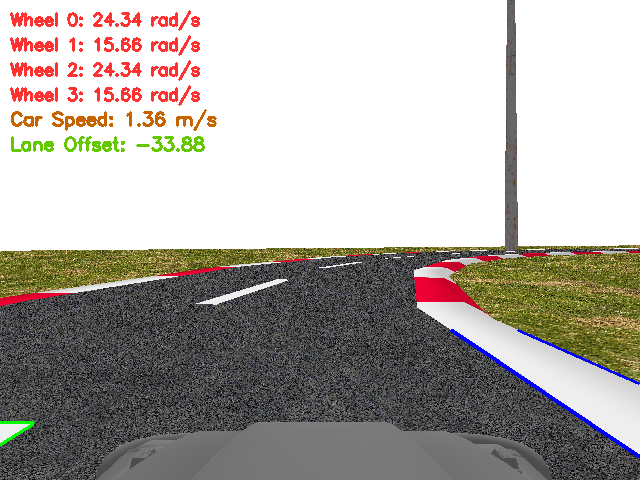 Wheel 0: 24.34 rad/s
Wheel 1: 15.66 rad/s
Wheel 2: 24.34 rad/s
Wheel 3: 15.66 rad/s
Car Speed: 1.36 m/s
Lane Offset: -33.88